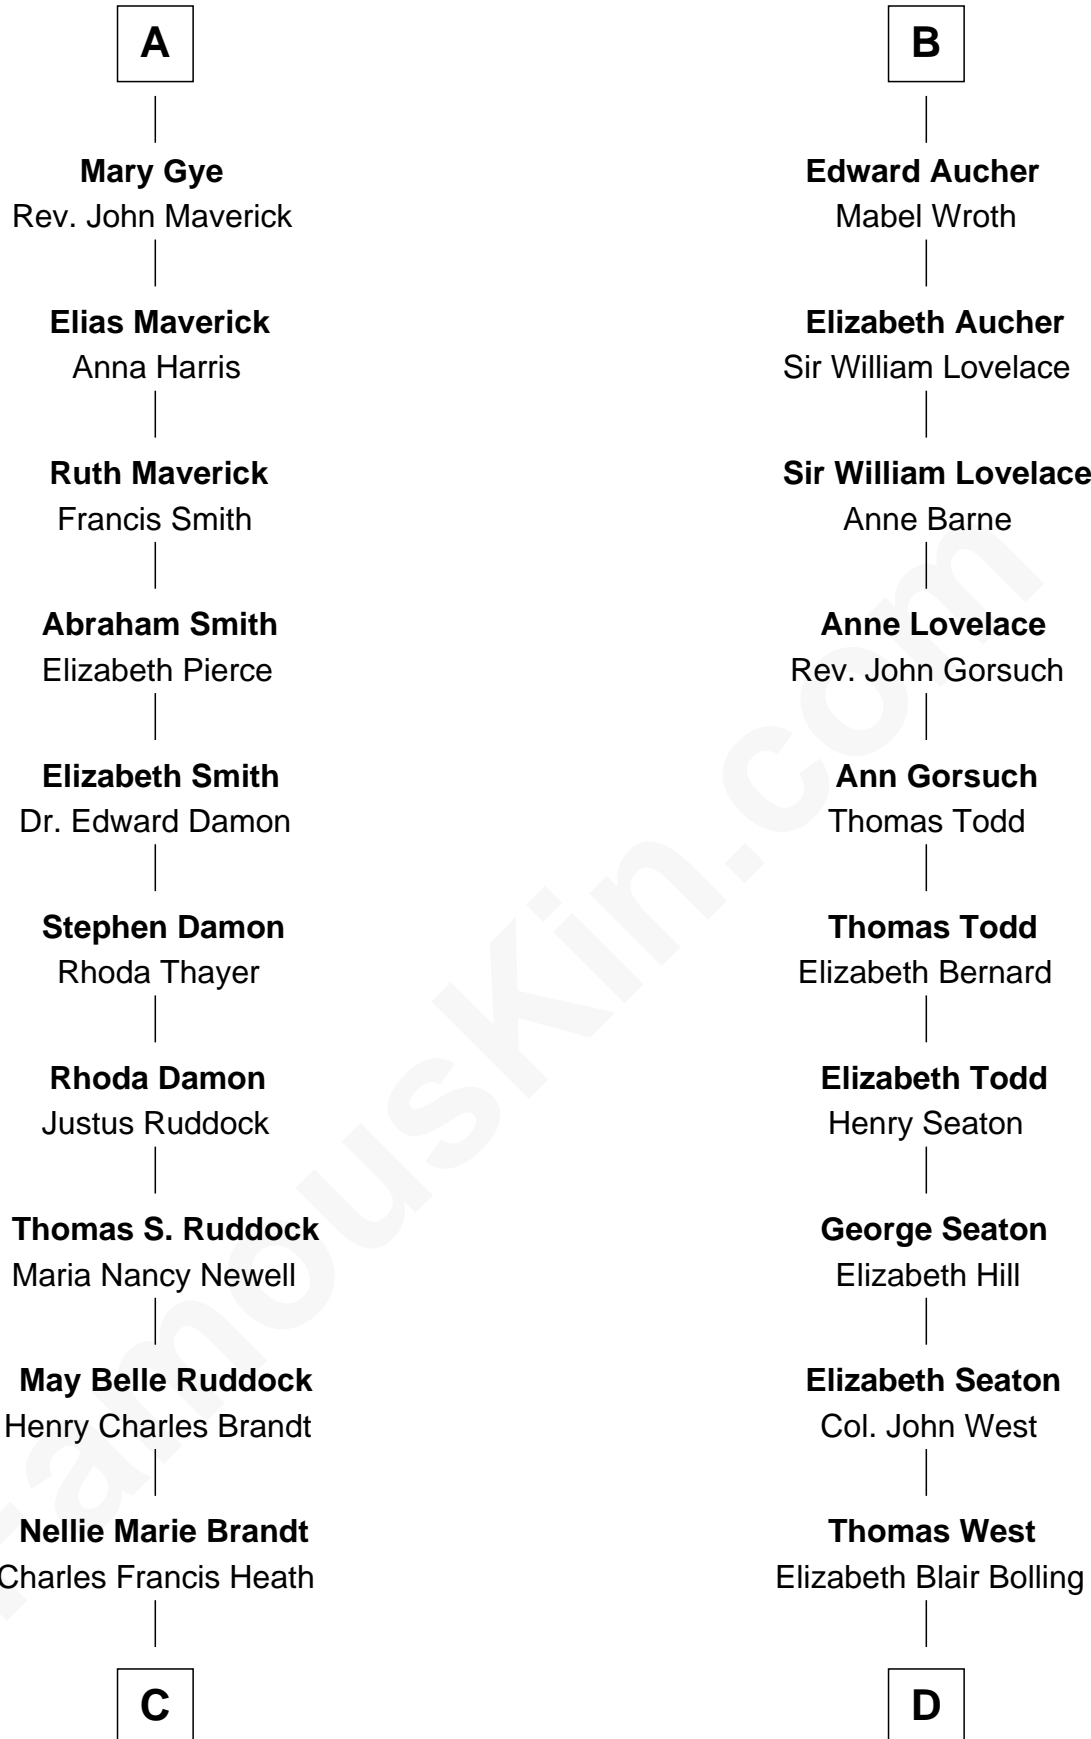 A
Mary Gye
Rev. John Maverick
Elias Maverick
Anna Harris
Ruth Maverick
Francis Smith
Abraham Smith
Elizabeth Pierce
Elizabeth Smith
Dr. Edward Damon
Stephen Damon
Rhoda Thayer
Rhoda Damon
Justus Ruddock
Thomas S. Ruddock
Maria Nancy Newell
May Belle Ruddock
Henry Charles Brandt
Nellie Marie Brandt
Charles Francis Heath
C
B
Edward Aucher
Mabel Wroth
Elizabeth Aucher
Sir William Lovelace
Sir William Lovelace
Anne Barne
Anne Lovelace
Rev. John Gorsuch
Ann Gorsuch
Thomas Todd
Thomas Todd
Elizabeth Bernard
Elizabeth Todd
Henry Seaton
George Seaton
Elizabeth Hill
Elizabeth Seaton
Col. John West
Thomas West
Elizabeth Blair Bolling
D
FamousKin.com